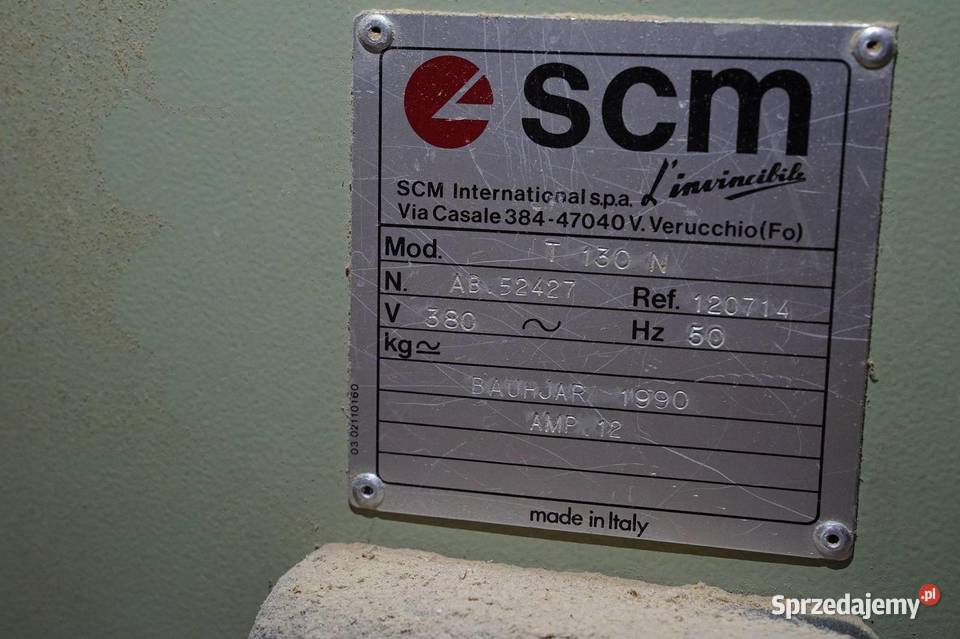 scm
L'invincibile
SCM International s.p.a.
Via Casale 384-47040 V. Verucchio (Fo)
Mod. T 130 N
N. AB.52427 Ref. 120714
V 380 ~ Hz 50
kg≃
BAUHJAR 1990
AMP.12
03 02110160
made in Italy
Sprzedajemy.pl